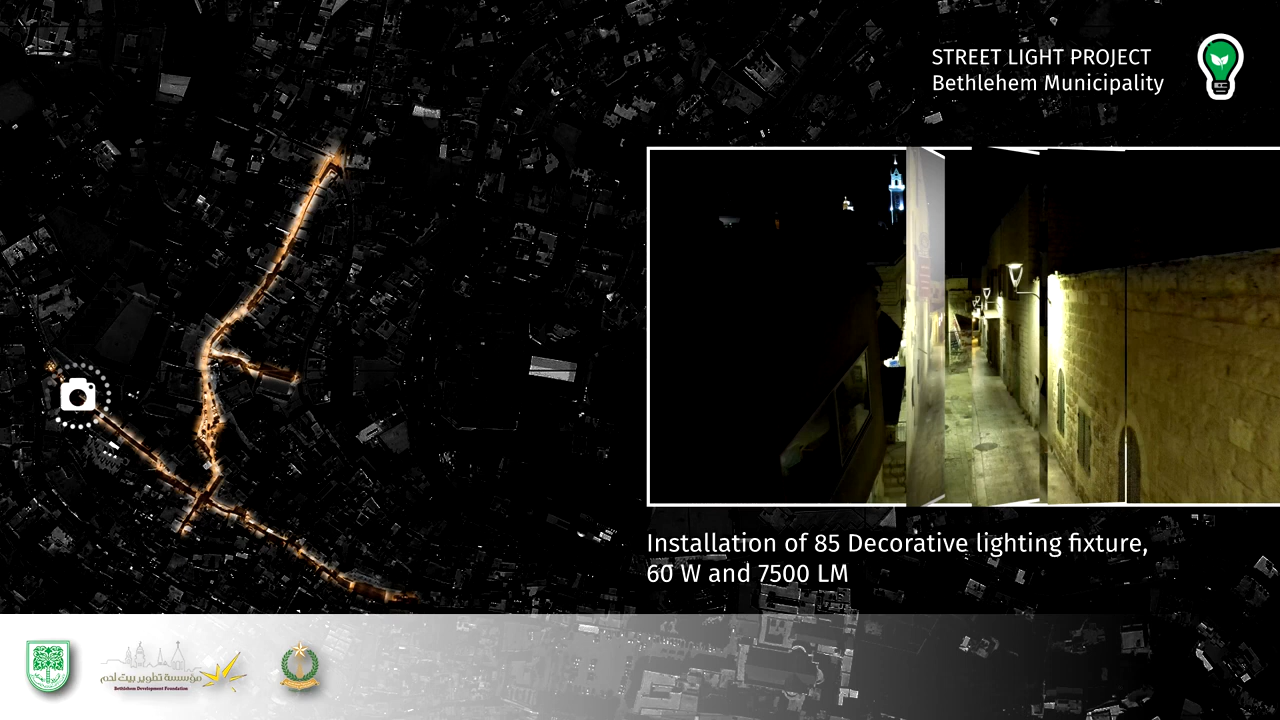 STREET LIGHT PROJECT
Bethlehem Municipality
Installation of 85 Decorative lighting fixture,
60 W and 7500 LM
مؤسسة تطوير بيت لحم
Bethlehem Development Foundation